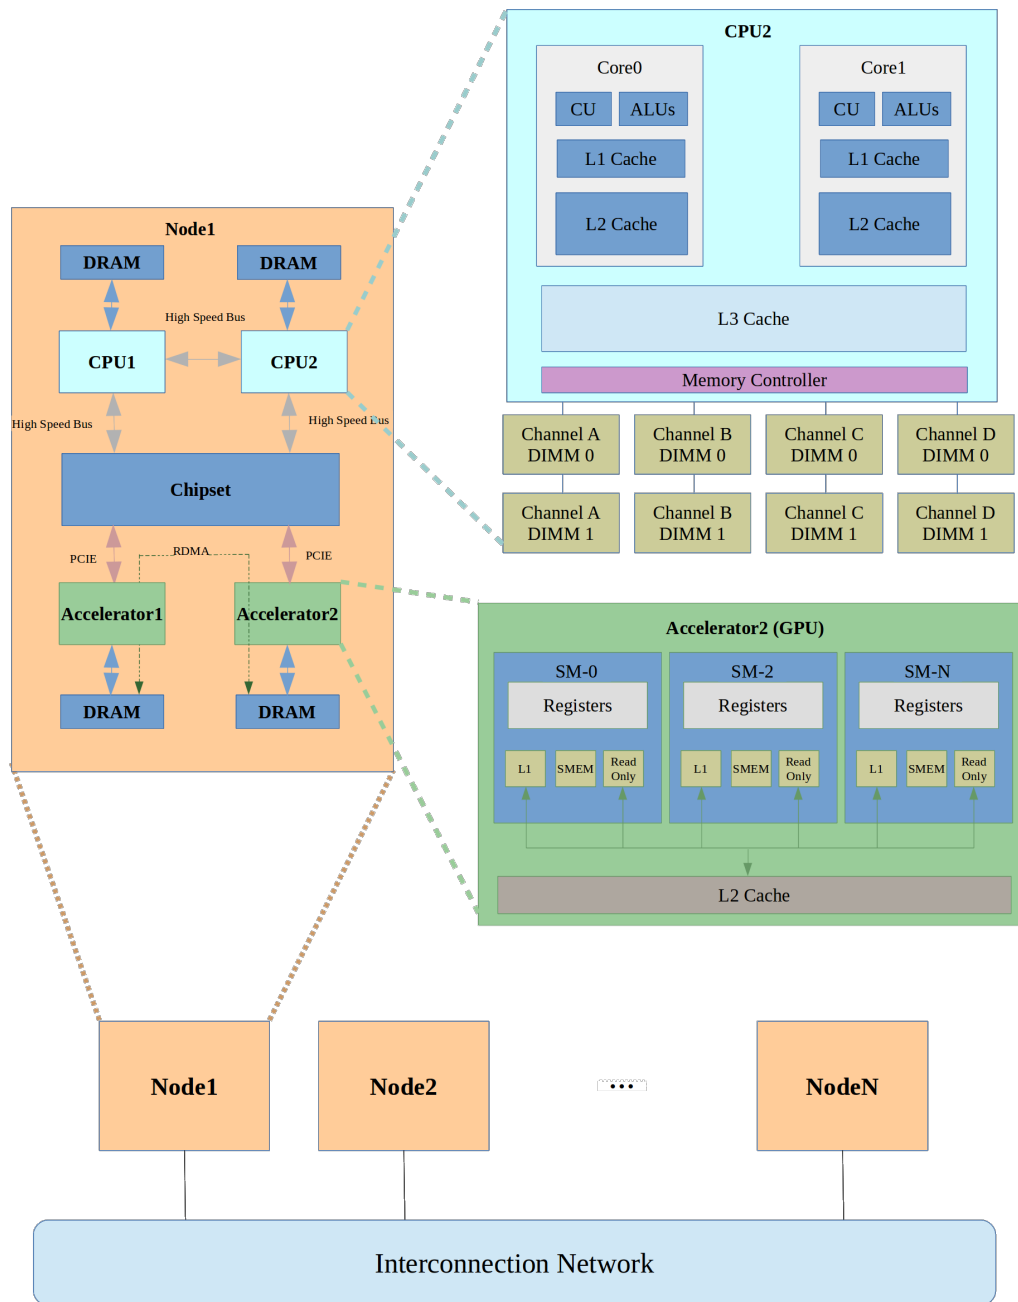 CPU2
Core0
Core1
CU
ALUs
CU
ALUs
L1 Cache
L1 Cache
L2 Cache
L2 Cache
L3 Cache
Memory Controller
Channel A
DIMM 0
Channel B
DIMM 0
Channel C
DIMM 0
Channel D
DIMM 0
Channel A
DIMM 1
Channel B
DIMM 1
Channel C
DIMM 1
Channel D
DIMM 1
Node1
DRAM
DRAM
High Speed Bus
CPU1
CPU2
High Speed Bus
High Speed Bus
Chipset
PCIE
RDMA
PCIE
Accelerator1
Accelerator2
DRAM
DRAM
Accelerator2 (GPU)
SM-0
SM-2
SM-N
Registers
Registers
Registers
L1
SMEM
Read
Only
L1
SMEM
Read
Only
L1
SMEM
Read
Only
L2 Cache
Node1
Node2
...
NodeN
Interconnection Network